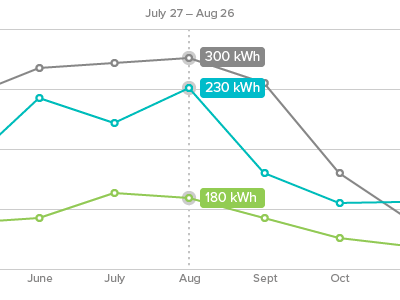 July 27 – Aug 26
300 kWh
230 kWh
180 kWh
June July Aug Sept Oct